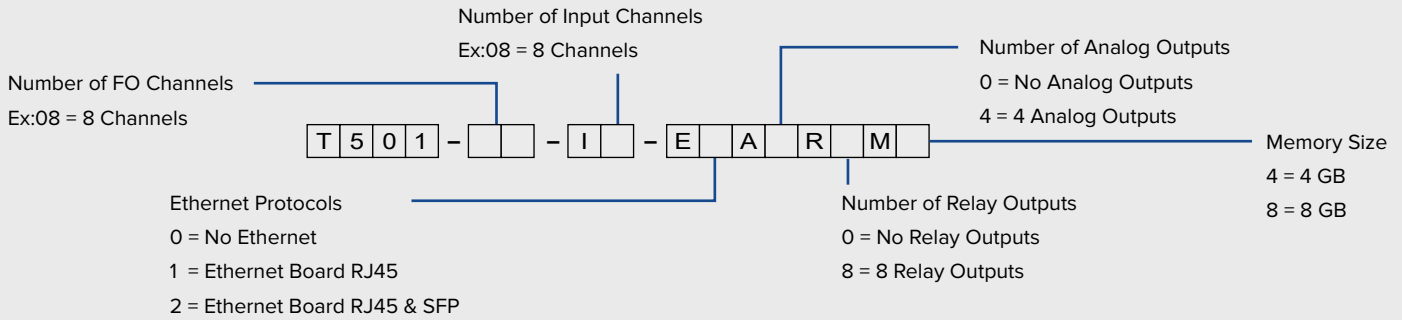 Number of Input Channels
Ex:08 = 8 Channels
Number of FO Channels
Ex:08 = 8 Channels
Number of Analog Outputs
0 = No Analog Outputs
4 = 4 Analog Outputs
T 5 0 1 – – I – E A R M
Memory Size
4 = 4 GB
8 = 8 GB
Ethernet Protocols
0 = No Ethernet
1 = Ethernet Board RJ45
2 = Ethernet Board RJ45 & SFP
Number of Relay Outputs
0 = No Relay Outputs
8 = 8 Relay Outputs